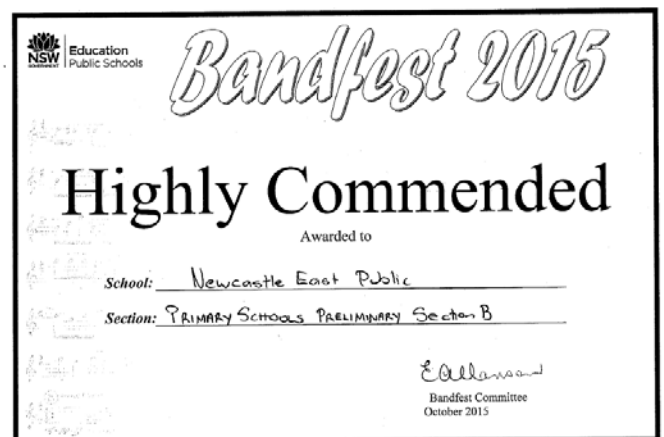 NSW
GOVERNMENT
Education
Public Schools
Bandfest 2015
Highly Commended
Awarded to
School: Newcastle East Public
Section: PRIMARY SCHOOLS PRELIMINARY Section B
E Allanson
Bandfest Committee
October 2015